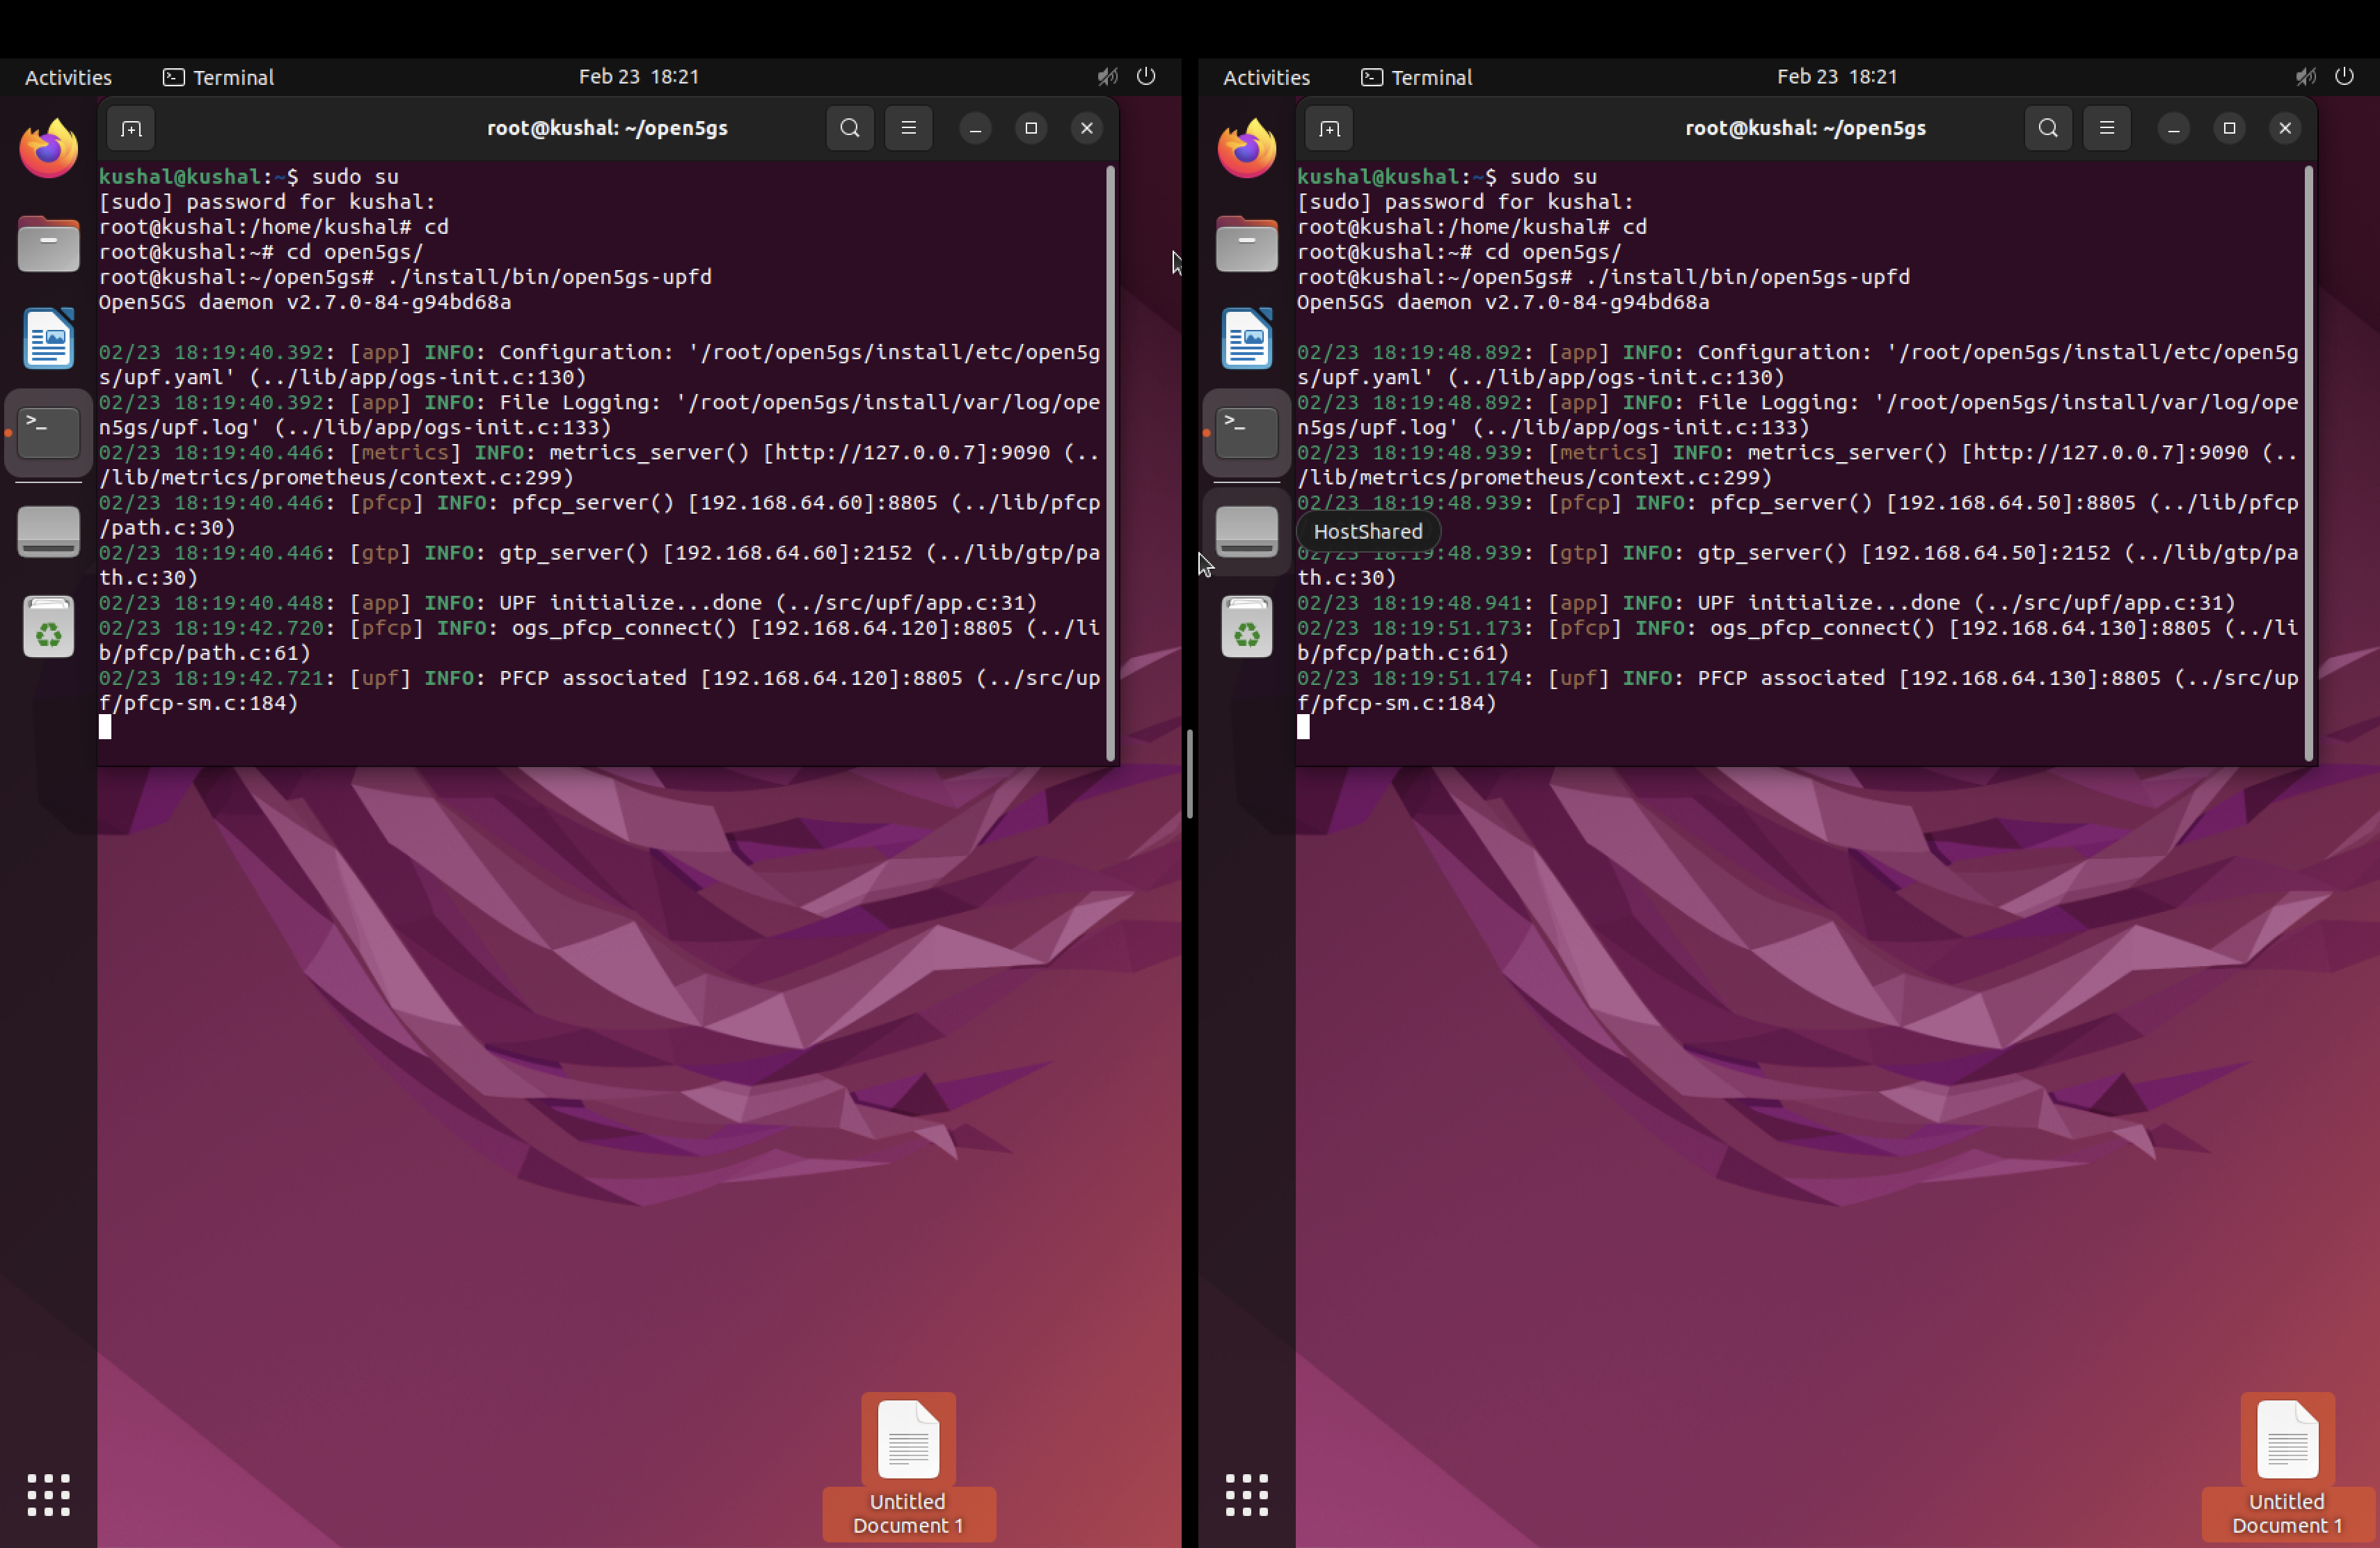 Activities
Terminal
Feb 23 18:21
root@kushal: ~/open5gs
kushal@kushal:~$ sudo su
[sudo] password for kushal:
root@kushal:/home/kushal# cd
root@kushal:~# cd open5gs/
root@kushal:~/open5gs# ./install/bin/open5gs-upfd
Open5GS daemon v2.7.0-84-g94bd68a
02/23 18:19:40.392: [app] INFO: Configuration: '/root/open5gs/install/etc/open5g
s/upf.yaml' (../lib/app/ogs-init.c:130)
02/23 18:19:40.392: [app] INFO: File Logging: '/root/open5gs/install/var/log/ope
n5gs/upf.log' (../lib/app/ogs-init.c:133)
02/23 18:19:40.446: [metrics] INFO: metrics_server() [http://127.0.0.7]:9090 (..
/lib/metrics/prometheus/context.c:299)
02/23 18:19:40.446: [pfcp] INFO: pfcp_server() [192.168.64.60]:8805 (../lib/pfcp
/path.c:30)
02/23 18:19:40.446: [gtp] INFO: gtp_server() [192.168.64.60]:2152 (../lib/gtp/pa
th.c:30)
02/23 18:19:40.448: [app] INFO: UPF initialize...done (../src/upf/app.c:31)
02/23 18:19:42.720: [pfcp] INFO: ogs_pfcp_connect() [192.168.64.120]:8805 (../li
b/pfcp/path.c:61)
02/23 18:19:42.721: [upf] INFO: PFCP associated [192.168.64.120]:8805 (../src/up
f/pfcp-sm.c:184)
Untitled
Document 1
Activities
Terminal
Feb 23 18:21
root@kushal: ~/open5gs
kushal@kushal:~$ sudo su
[sudo] password for kushal:
root@kushal:/home/kushal# cd
root@kushal:~# cd open5gs/
root@kushal:~/open5gs# ./install/bin/open5gs-upfd
Open5GS daemon v2.7.0-84-g94bd68a
02/23 18:19:48.892: [app] INFO: Configuration: '/root/open5gs/install/etc/open5g
s/upf.yaml' (../lib/app/ogs-init.c:130)
02/23 18:19:48.892: [app] INFO: File Logging: '/root/open5gs/install/var/log/ope
n5gs/upf.log' (../lib/app/ogs-init.c:133)
02/23 18:19:48.939: [metrics] INFO: metrics_server() [http://127.0.0.7]:9090 (..
/lib/metrics/prometheus/context.c:299)
02/23 18:19:48.939: [pfcp] INFO: pfcp_server() [192.168.64.50]:8805 (../lib/pfcp
HostShared
02/23 18:19:48.939: [gtp] INFO: gtp_server() [192.168.64.50]:2152 (../lib/gtp/pa
th.c:30)
02/23 18:19:48.941: [app] INFO: UPF initialize...done (../src/upf/app.c:31)
02/23 18:19:51.173: [pfcp] INFO: ogs_pfcp_connect() [192.168.64.130]:8805 (../li
b/pfcp/path.c:61)
02/23 18:19:51.174: [upf] INFO: PFCP associated [192.168.64.130]:8805 (../src/up
f/pfcp-sm.c:184)
Untitled
Document 1